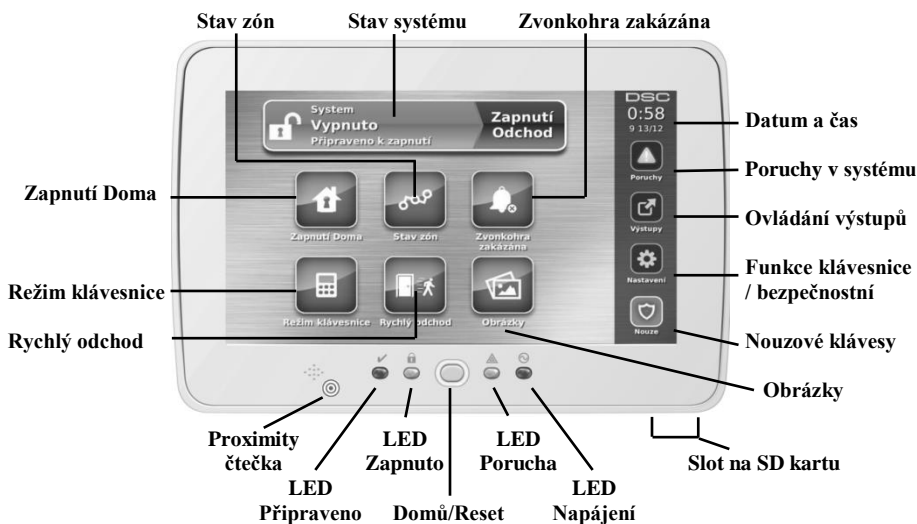 Stav zón
Stav systému
Zvonkohra zakázána
DSC
0:58
9 13/12
System
Vypnuto
Připraveno k zapnutí
Zapnutí
Odchod
Datum a čas
Poruchy
Poruchy v systému
Zapnutí Doma
Zapnutí Doma
Stav zón
Zvonkohra
zakázána
Výstupy
Ovládání výstupů
Režim klávesnice
Nastavení
Funkce klávesnice
/ bezpečnostní
Rychlý odchod
Režim klávesnice
Rychlý odchod
Obrázky
Nouze
Nouzové klávesy
Obrázky
Proximity
čtečka
LED
Zapnuto
LED
Porucha
Slot na SD kartu
LED
Připraveno
Domů/Reset
LED
Napájení